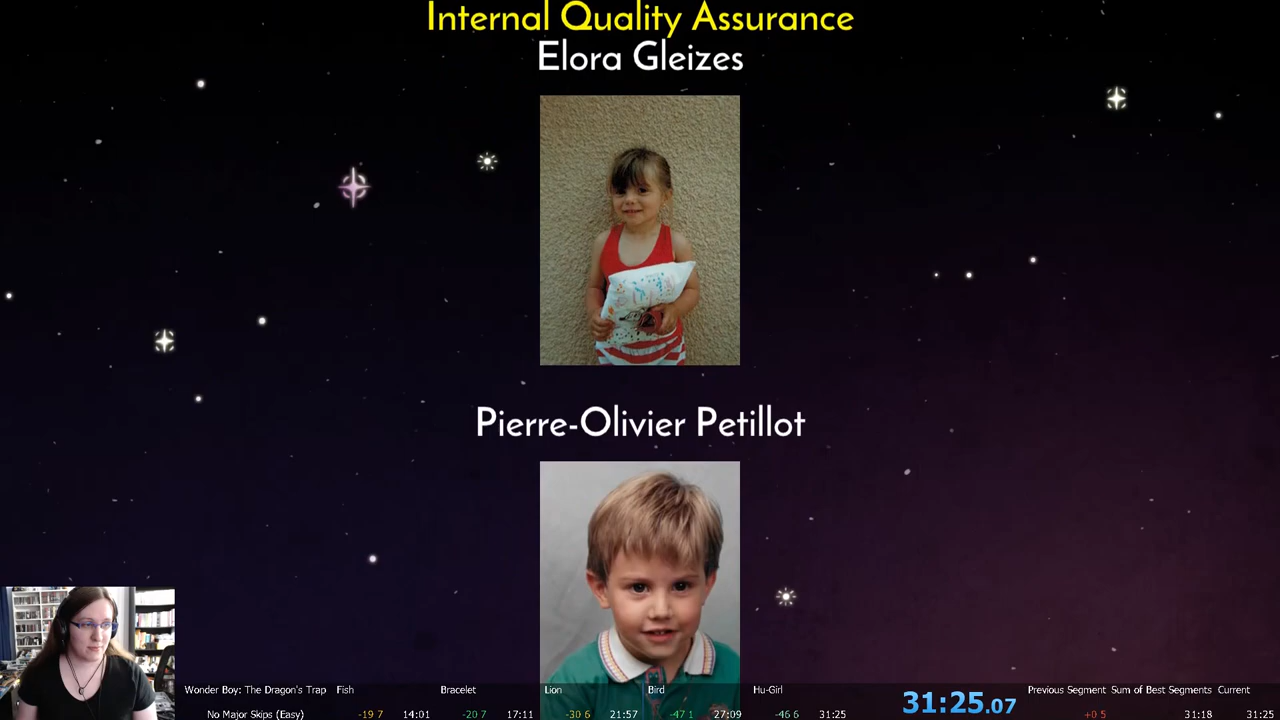 Internal Quality Assurance
Elora Gleizes
Pierre-Olivier Petillot
Wonder Boy: The Dragon's Trap Fish Bracelet Lion Bird Hu-Girl 31:25.07 Previous Segment Sum of Best Segments Current
No Major Skips (Easy) -19 7 14:01 -20 7 17:11 -30 6 21:57 -47 1 27:09 -46 6 31:25 +0 5 31:18 31:25